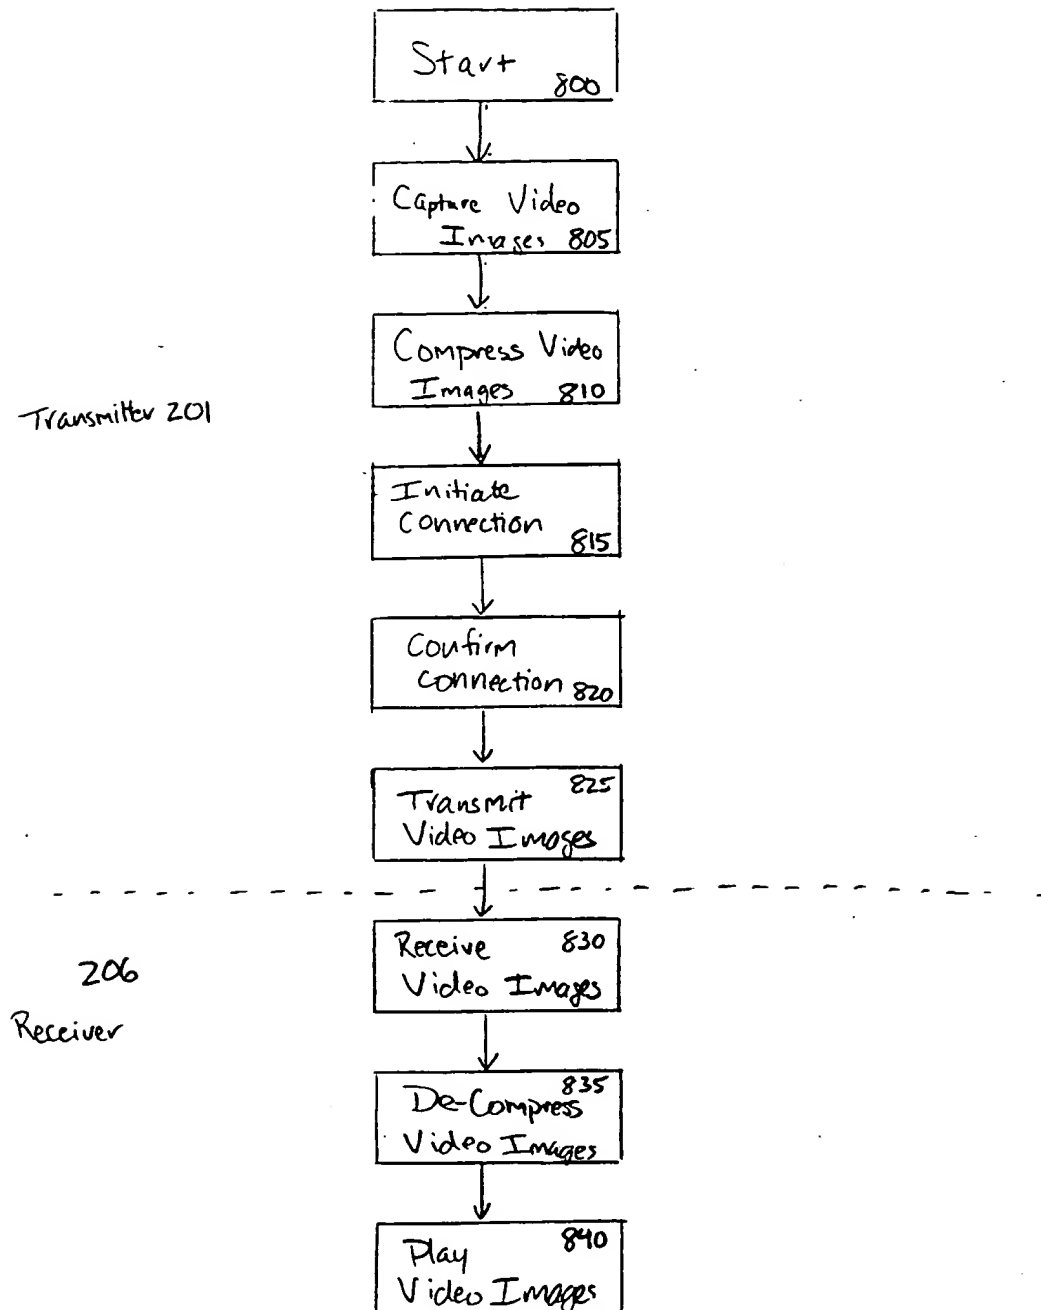 Start
800
Capture Video
Images 805
Compress Video
Images 810
Transmitter 201
Initiate
Connection
815
Confirm
Connection 820
825
Transmit
Video Images
Receive 830
Video Images
206
Receiver
835
De-Compress
Video Images
Play 840
Video Images